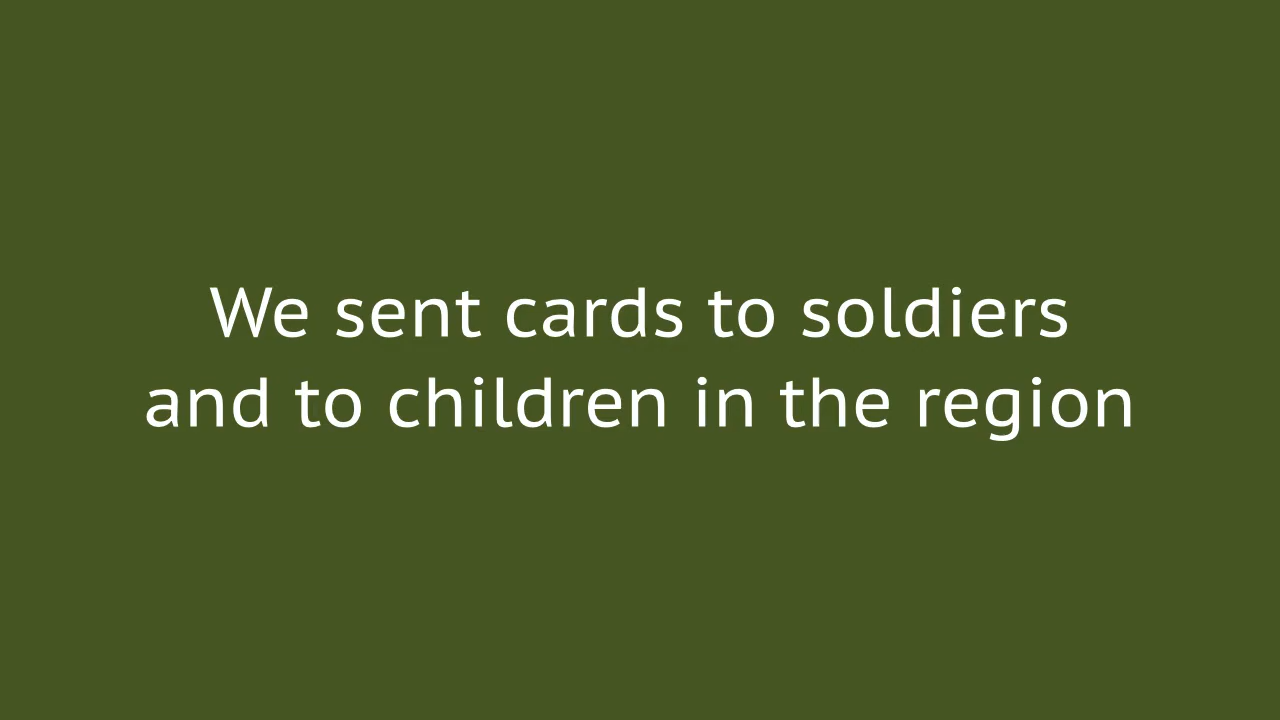 We sent cards to soldiers
and to children in the region